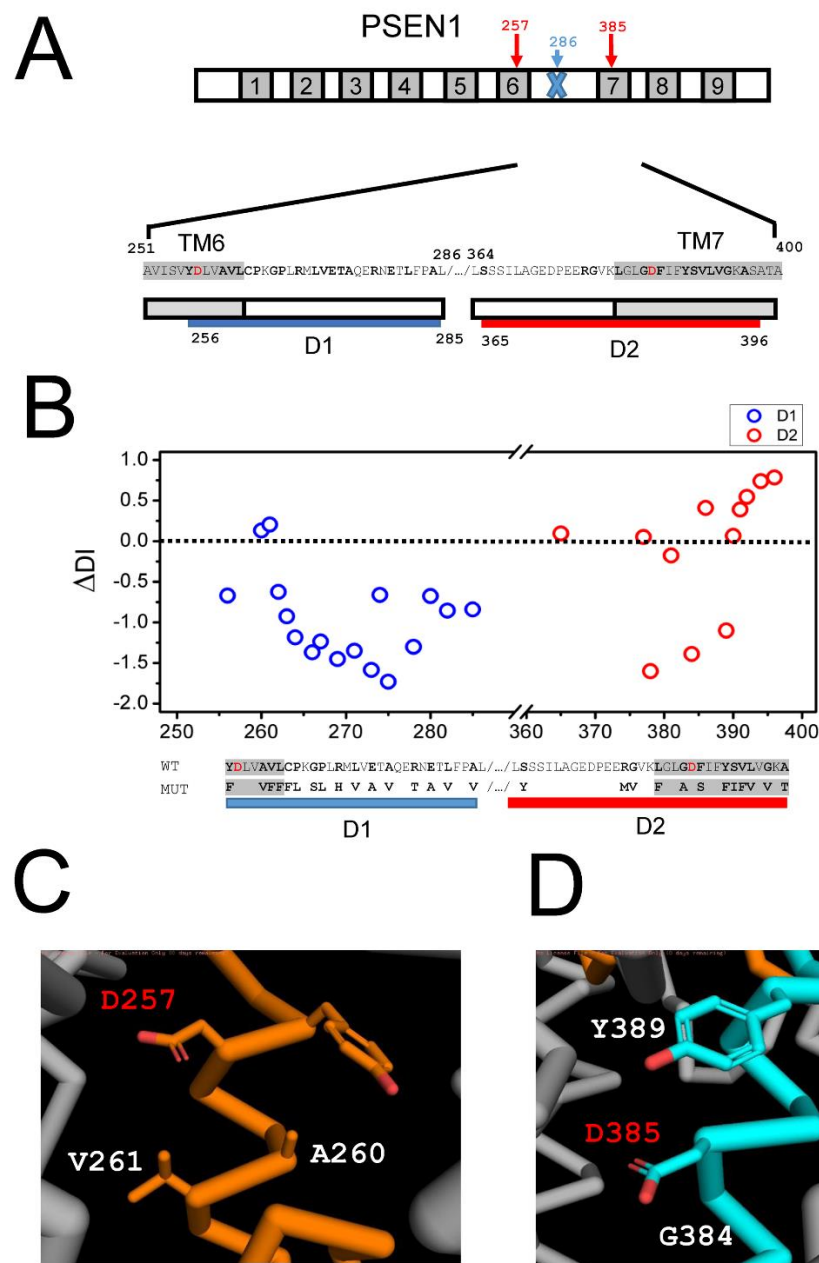 A
PSEN1
257
286
385
1 2 3 4 5 6 X 7 8 9
TM6
TM7
251
286 364
400
AVISVYDLVAVLCPKGPLRMLVETAQERNETLFPAL/…/LSSSILAGEDPEERGVKLGLGDFIFYSVLVGKASATA
256 D1 285 365 D2 396
B
D1
D2
1.0
0.5
0.0
-0.5
-1.0
-1.5
-2.0
ΔDI
250 260 270 280 360 370 380 390 400
WT YDLVAVLCPKGPLRMLVETAQERNETLFPAL/…/LSSSILAGEDPEERGVKLGLGDFIFYSVLVGKA
MUT F VFFFLS SLH V A V T A V V /…/ Y MV F A S FIFV V T
D1 D2
C
D
D257
V261
A260
Y389
D385
G384